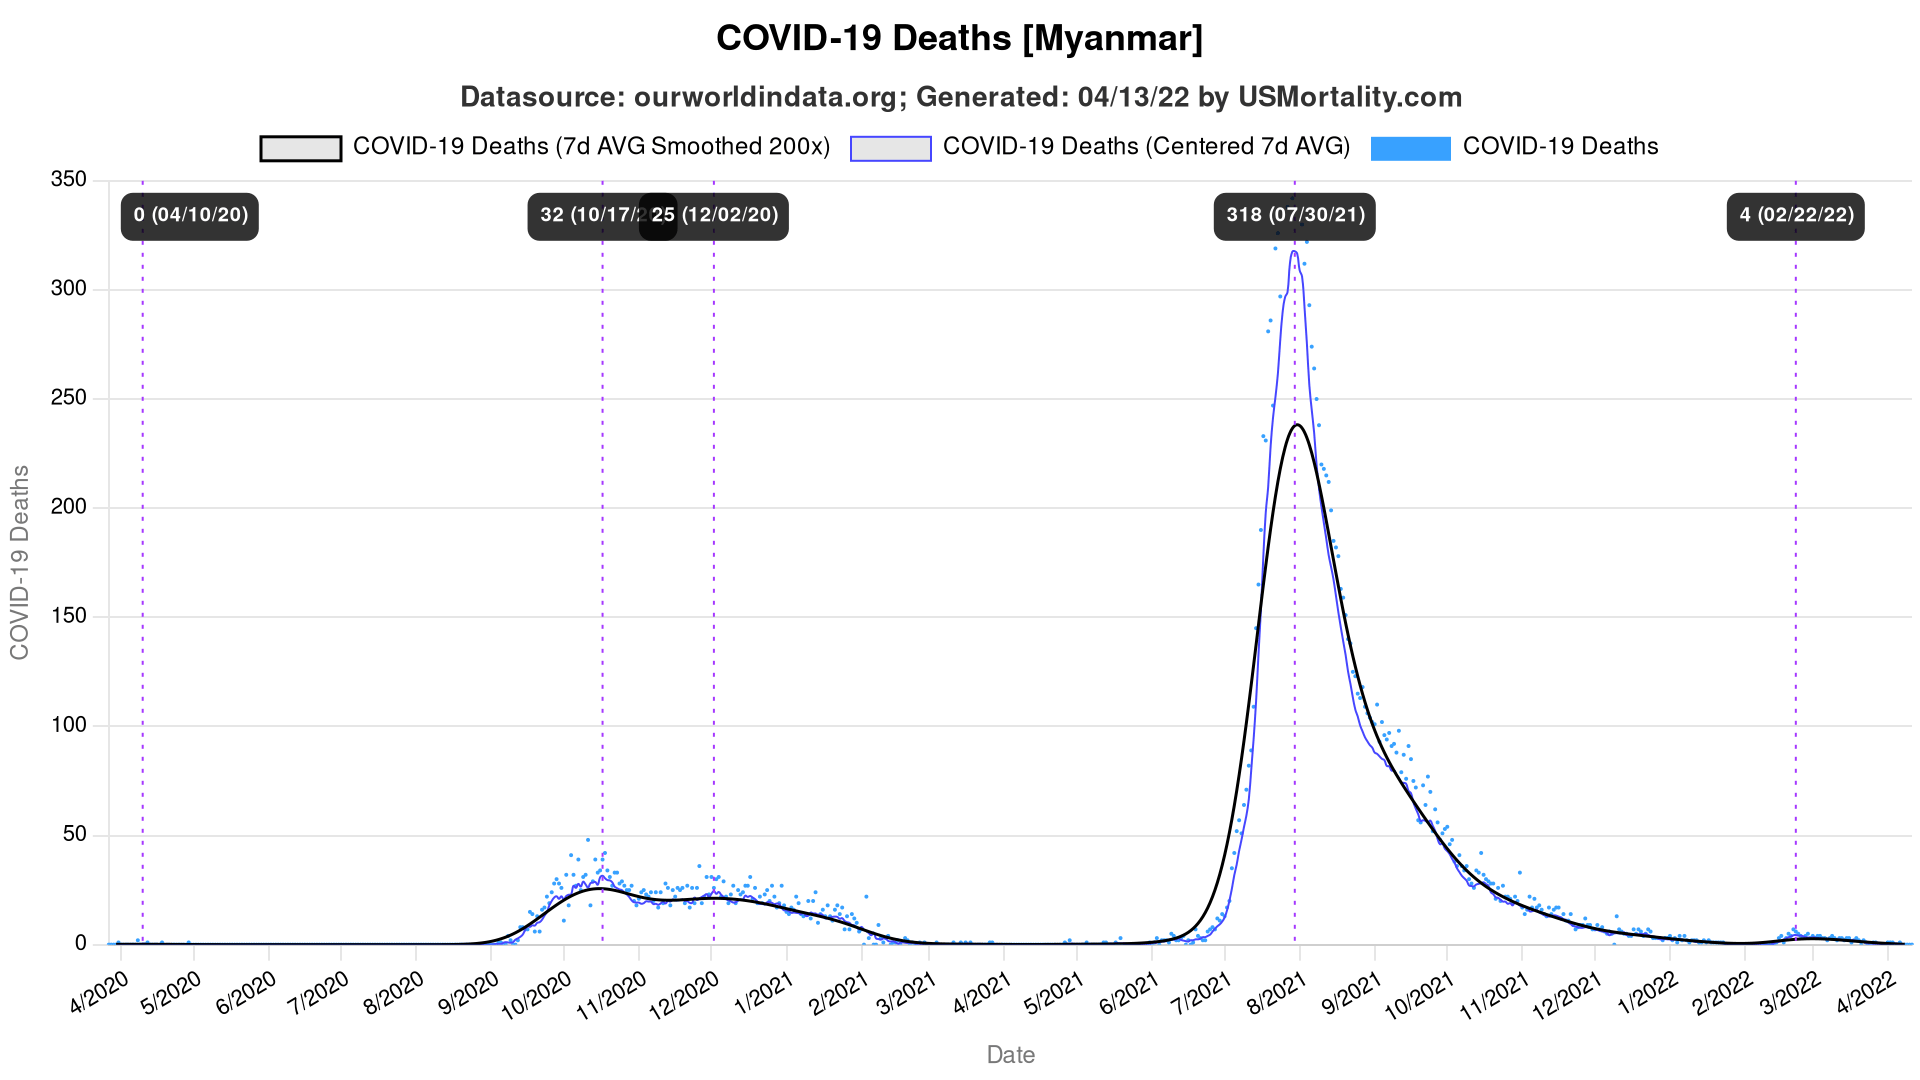 COVID-19 Deaths [Myanmar]
Datasource: ourworldindata.org; Generated: 04/13/22 by USMortality.com
COVID-19 Deaths (7d AVG Smoothed 200x) COVID-19 Deaths (Centered 7d AVG) COVID-19 Deaths
0 (04/10/20) 32 (10/17/ 25 (12/02/20) 318 (07/30/21) 4 (02/22/22)
350
300
250
200
150
100
50
0
COVID-19 Deaths
4/2020 5/2020 6/2020 7/2020 8/2020 9/2020 10/2020 11/2020 12/2020 1/2021 2/2021 3/2021 4/2021 5/2021 6/2021 7/2021 8/2021 9/2021 10/2021 11/2021 12/2021 1/2022 2/2022 3/2022 4/2022
Date